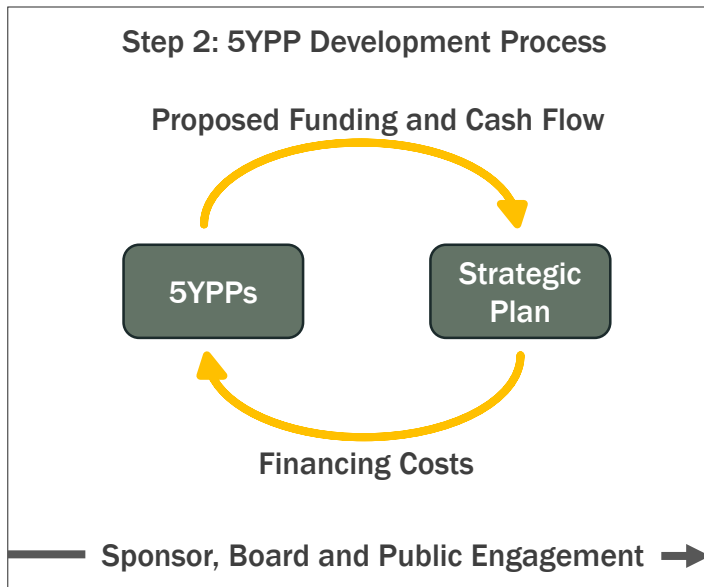 Step 2: 5YPP Development Process
Proposed Funding and Cash Flow
5YPPs
Strategic
Plan
Financing Costs
Sponsor, Board and Public Engagement